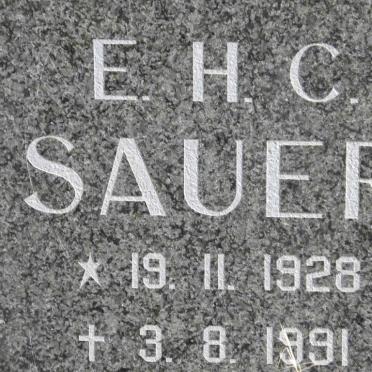 E. H. C.
SAUER
★ 19. 11. 1928
† 3. 8. 1991